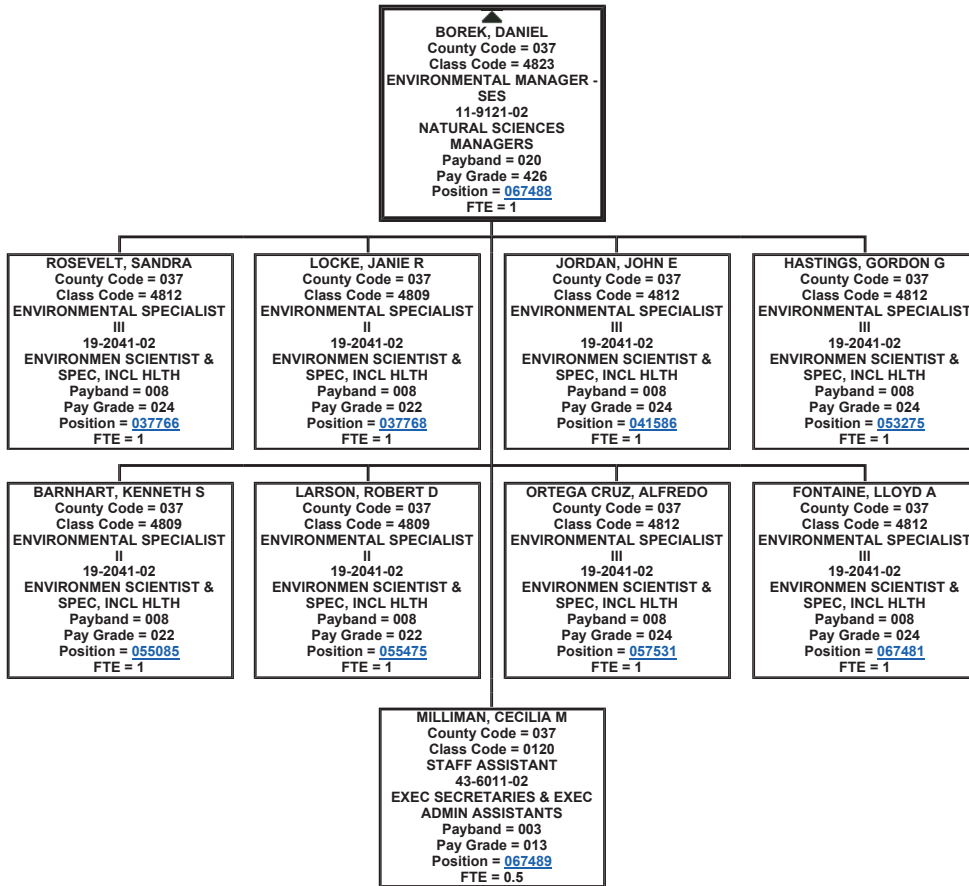 BOREK, DANIEL
County Code = 037
Class Code = 4823
ENVIRONMENTAL MANAGER -
SES
11-9121-02
NATURAL SCIENCES
MANAGERS
Payband = 020
Pay Grade = 426
Position = 067488
FTE = 1
ROSEVELT, SANDRA
County Code = 037
Class Code = 4812
ENVIRONMENTAL SPECIALIST
III
19-2041-02
ENVIRONMEN SCIENTIST &
SPEC, INCL HLTH
Payband = 008
Pay Grade = 024
Position = 037766
FTE = 1
LOCKE, JANIE R
County Code = 037
Class Code = 4809
ENVIRONMENTAL SPECIALIST
II
19-2041-02
ENVIRONMEN SCIENTIST &
SPEC, INCL HLTH
Payband = 008
Pay Grade = 022
Position = 037768
FTE = 1
JORDAN, JOHN E
County Code = 037
Class Code = 4812
ENVIRONMENTAL SPECIALIST
III
19-2041-02
ENVIRONMEN SCIENTIST &
SPEC, INCL HLTH
Payband = 008
Pay Grade = 024
Position = 041586
FTE = 1
HASTINGS, GORDON G
County Code = 037
Class Code = 4812
ENVIRONMENTAL SPECIALIST
III
19-2041-02
ENVIRONMEN SCIENTIST &
SPEC, INCL HLTH
Payband = 008
Pay Grade = 024
Position = 053275
FTE = 1
BARNHART, KENNETH S
County Code = 037
Class Code = 4809
ENVIRONMENTAL SPECIALIST
II
19-2041-02
ENVIRONMEN SCIENTIST &
SPEC, INCL HLTH
Payband = 008
Pay Grade = 022
Position = 055085
FTE = 1
LARSON, ROBERT D
County Code = 037
Class Code = 4809
ENVIRONMENTAL SPECIALIST
II
19-2041-02
ENVIRONMEN SCIENTIST &
SPEC, INCL HLTH
Payband = 008
Pay Grade = 022
Position = 055475
FTE = 1
ORTEGA CRUZ, ALFREDO
County Code = 037
Class Code = 4812
ENVIRONMENTAL SPECIALIST
III
19-2041-02
ENVIRONMEN SCIENTIST &
SPEC, INCL HLTH
Payband = 008
Pay Grade = 024
Position = 057531
FTE = 1
FONTAINE, LLOYD A
County Code = 037
Class Code = 4812
ENVIRONMENTAL SPECIALIST
III
19-2041-02
ENVIRONMEN SCIENTIST &
SPEC, INCL HLTH
Payband = 008
Pay Grade = 024
Position = 067481
FTE = 1
MILLIMAN, CECILIA M
County Code = 037
Class Code = 0120
STAFF ASSISTANT
43-6011-02
EXEC SECRETARIES & EXEC
ADMIN ASSISTANTS
Payband = 003
Pay Grade = 013
Position = 067489
FTE = 0.5